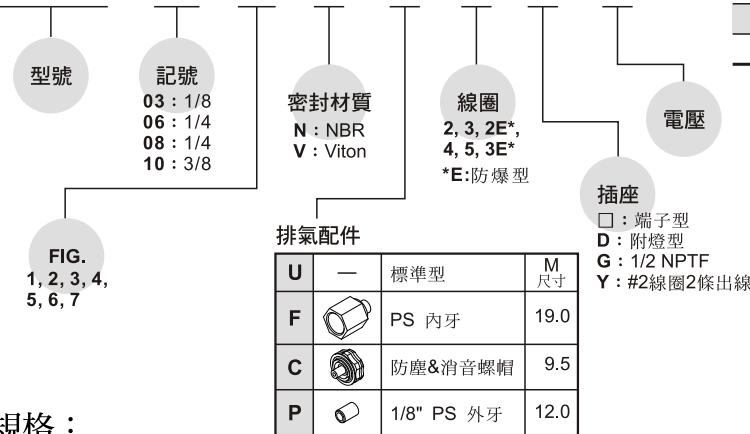 型號
記號
03：1/8
06：1/4
08：1/4
10：3/8
密封材質
N：NBR
V：Viton
線圈
2, 3, 2E*,
4, 5, 3E*
*E:防爆型
電壓
插座
□：端子型
D：附燈型
G：1/2 NPTF
Y：#2線圈2條出線
FIG.
1, 2, 3, 4,
5, 6, 7
排氣配件
U — 標準型 M 尺寸
F PS 內牙 19.0
C 防塵&消音螺帽 9.5
P 1/8" PS 外牙 12.0
規格：